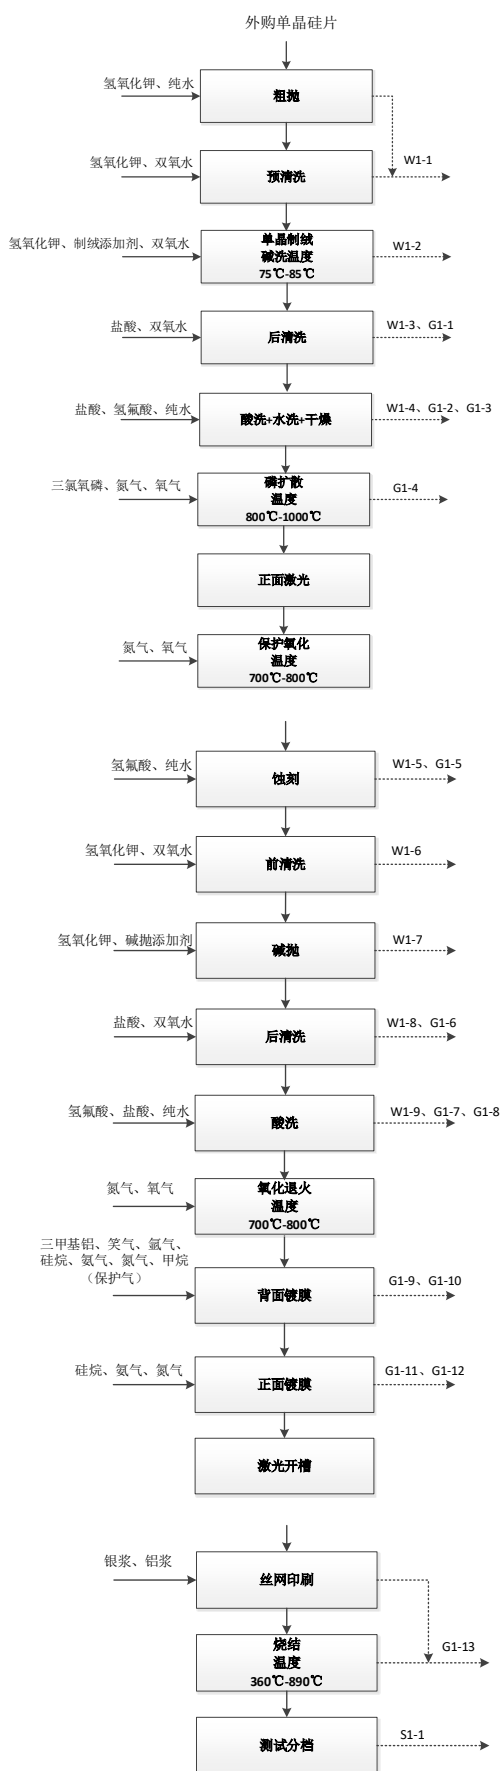 外购单晶硅片
氢氧化钾、纯水
粗抛
氢氧化钾、双氧水
预清洗
W1-1
氢氧化钾、制绒添加剂、双氧水
单晶制绒
碱洗温度
75℃-85℃
W1-2
盐酸、双氧水
后清洗
W1-3、G1-1
盐酸、氢氟酸、纯水
酸洗+水洗+干燥
W1-4、G1-2、G1-3
三氯氧磷、氮气、氧气
磷扩散
温度
800℃-1000℃
G1-4
正面激光
氮气、氧气
保护氧化
温度
700℃-800℃
氢氟酸、纯水
蚀刻
W1-5、G1-5
氢氧化钾、双氧水
前清洗
W1-6
氢氧化钾、碱抛添加剂
碱抛
W1-7
盐酸、双氧水
后清洗
W1-8、G1-6
氢氟酸、盐酸、纯水
酸洗
W1-9、G1-7、G1-8
氮气、氧气
氧化退火
温度
700℃-800℃
三甲基铝、笑气、氩气、
硅烷、氨气、氮气、甲烷
（保护气）
背面镀膜
G1-9、G1-10
硅烷、氨气、氮气
正面镀膜
G1-11、G1-12
激光开槽
银浆、铝浆
丝网印刷
烧结
温度
360℃-890℃
G1-13
测试分档
S1-1